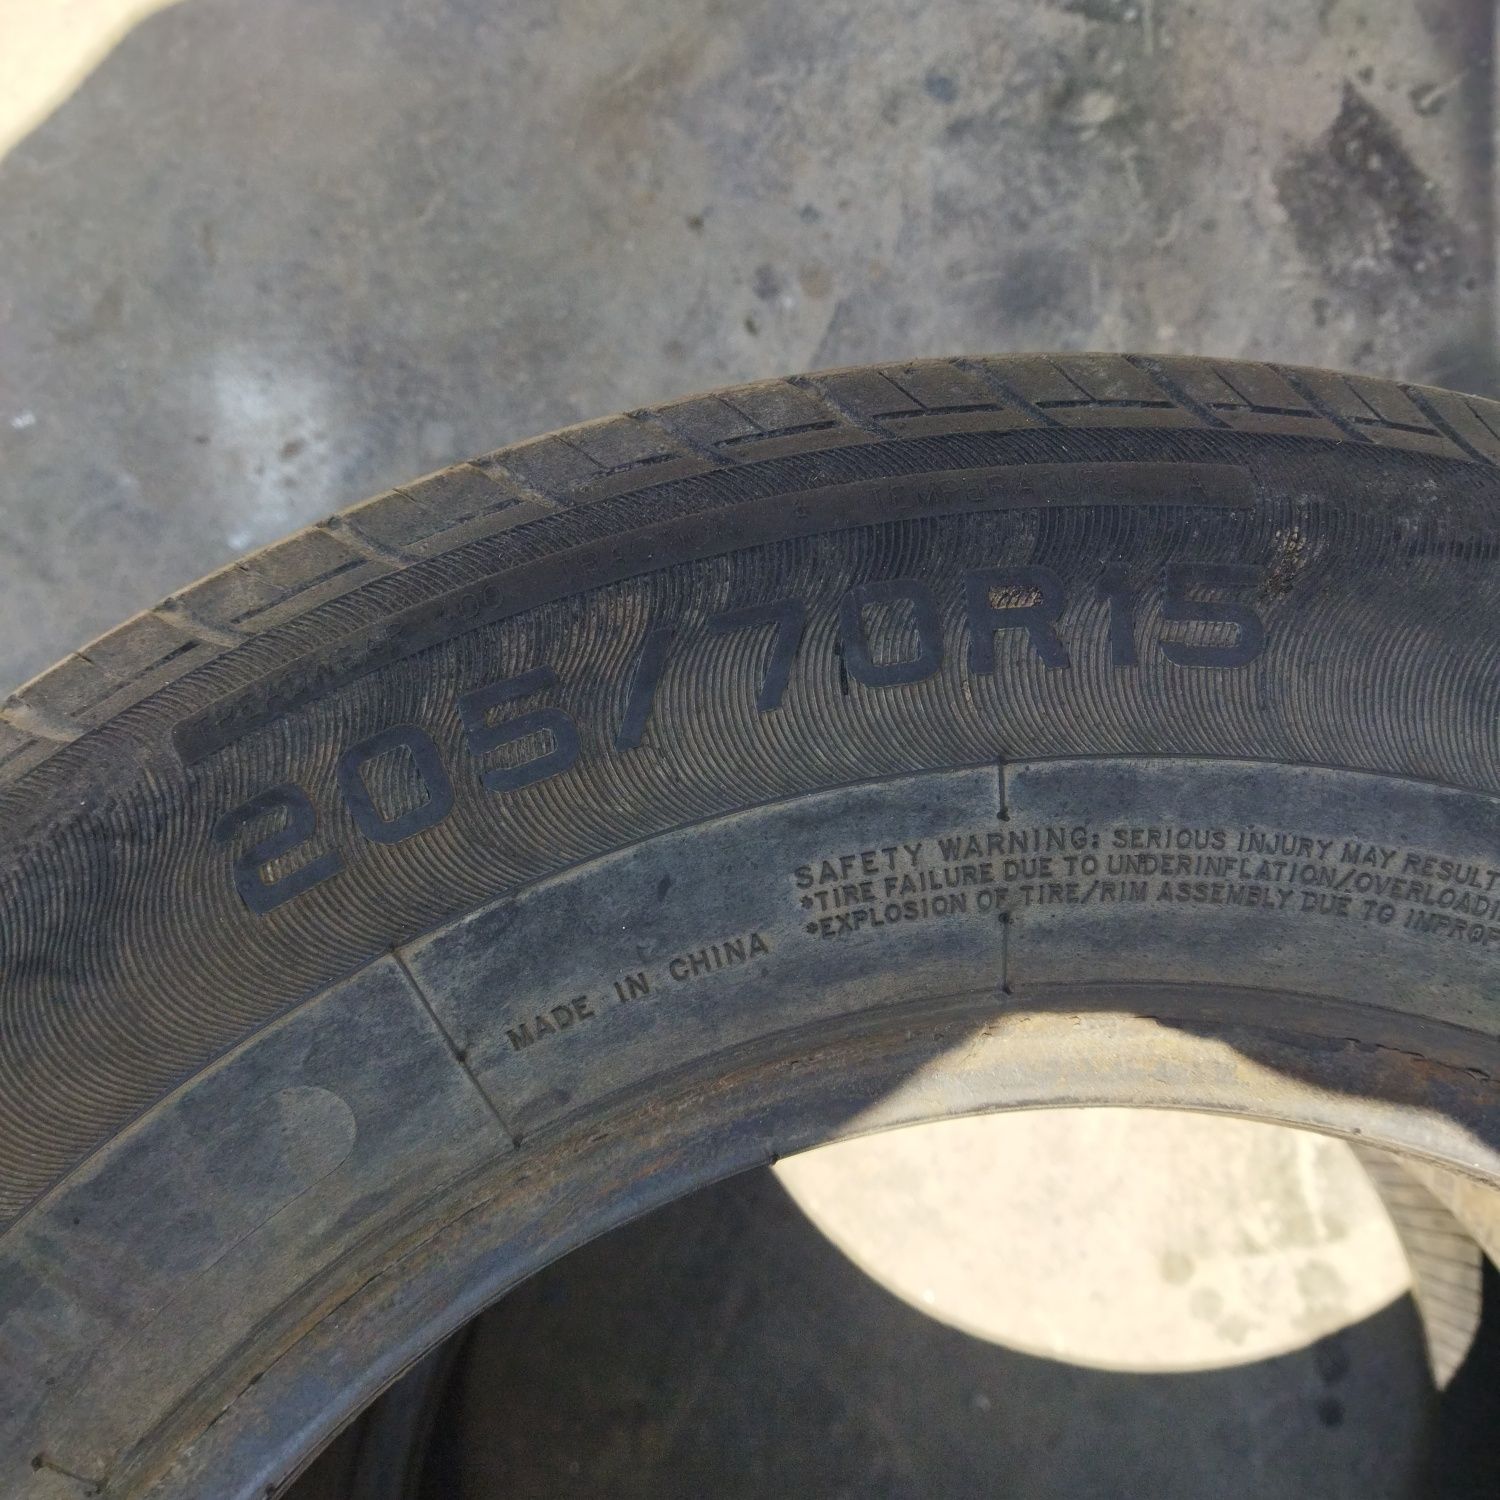 TEMPERATURE A
205/70R15
SAFETY WARNING: SERIOUS INJURY MAY RESULT
*TIRE FAILURE DUE TO UNDERINFLATION/OVERLOADI
*EXPLOSION OF TIRE/RIM ASSEMBLY DUE TO IMPROP
MADE IN CHINA